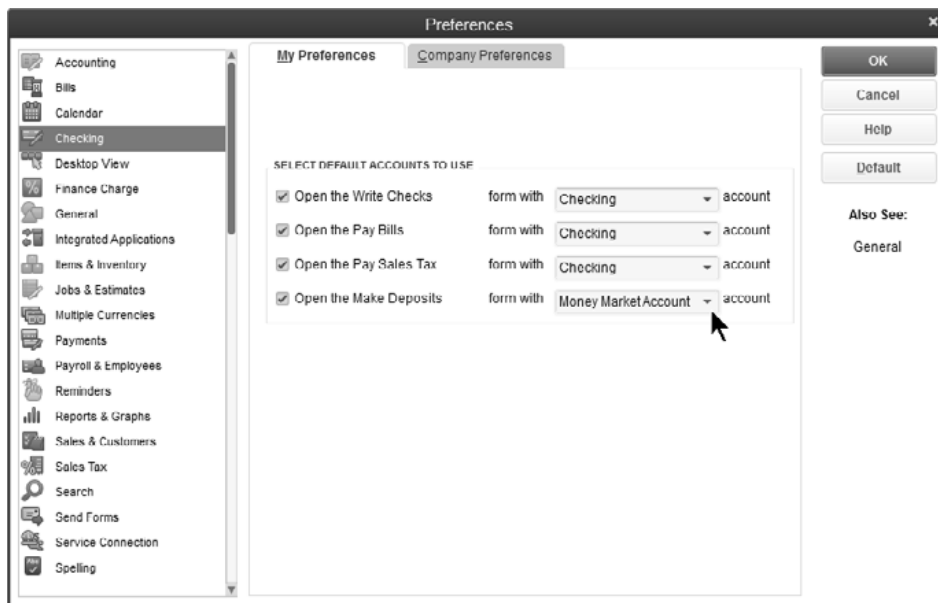 Preferences
Accounting
Bills
Calendar
Checking
Desktop View
Finance Charge
General
Integrated Applications
Items & Inventory
Jobs & Estimates
Multiple Currencies
Payments
Payroll & Employees
Reminders
Reports & Graphs
Sales & Customers
Sales Tax
Search
Send Forms
Service Connection
Spelling
My Preferences
Company Preferences
SELECT DEFAULT ACCOUNTS TO USE
Open the Write Checks form with Checking account
Open the Pay Bills form with Checking account
Open the Pay Sales Tax form with Checking account
Open the Make Deposits form with Money Market Account account
OK
Cancel
Help
Default
Also See:
General